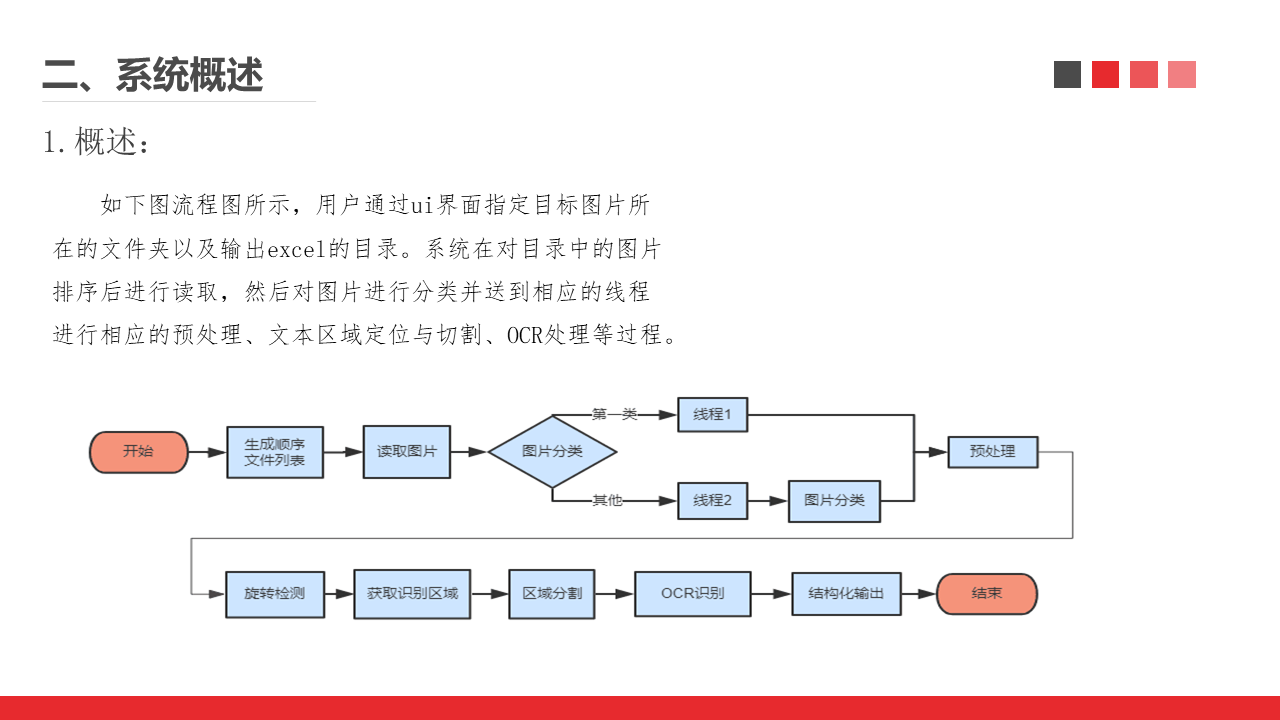 二、系统概述
1.概述：
如下图流程图所示，用户通过ui界面指定目标图片所
在的文件夹以及输出excel的目录。系统在对目录中的图片
排序后进行读取，然后对图片进行分类并送到相应的线程
进行相应的预处理、文本区域定位与切割、OCR处理等过程。
开始
生成顺序
文件列表
读取图片
图片分类
第一类
线程1
其他
线程2
图片分类
预处理
旋转检测
获取识别区域
区域分割
OCR识别
结构化输出
结束